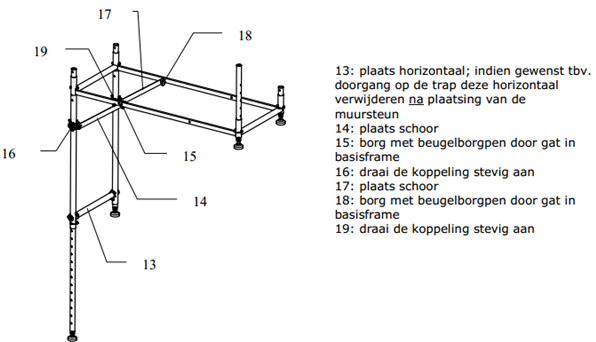 17
18
19
16
15
14
13
13: plaats horizontaal; indien gewenst tbv.
doorgang op de trap deze horizontaal
verwijderen na plaatsing van de
muursteun
14: plaats schoor
15: borg met beugelborgpen door gat in
basisframe
16: draai de koppeling stevig aan
17: plaats schoor
18: borg met beugelborgpen door gat in
basisframe
19: draai de koppeling stevig aan